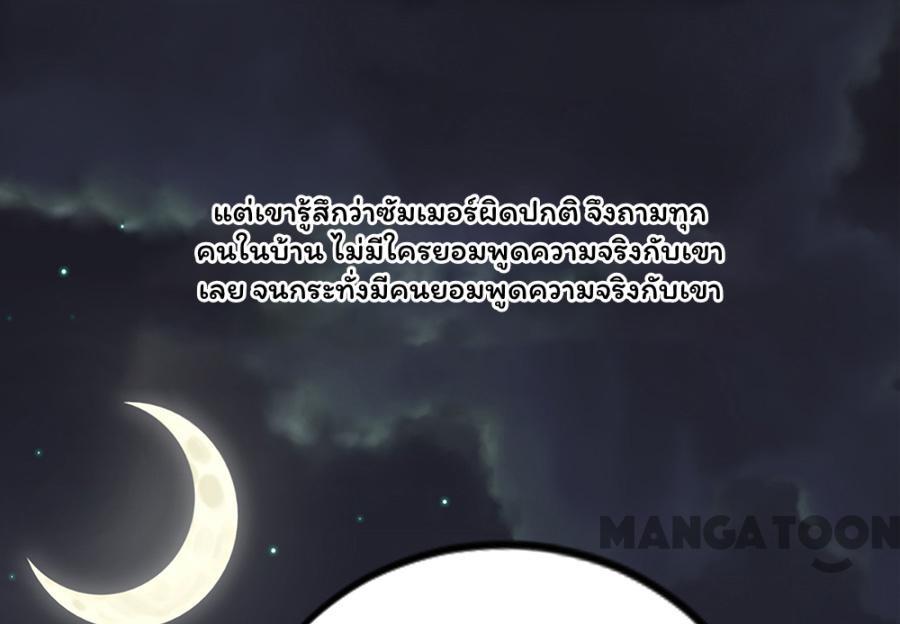 แต่เขารู้สึกว่าซัมเมอร์ผิดปกติ จึงถามทุก
คนในบ้าน ไม่มีใครยอมพูดความจริงกับเขา
เลย จนกระทั่งมีคนยอมพูดความจริงกับเขา
MANGATOON